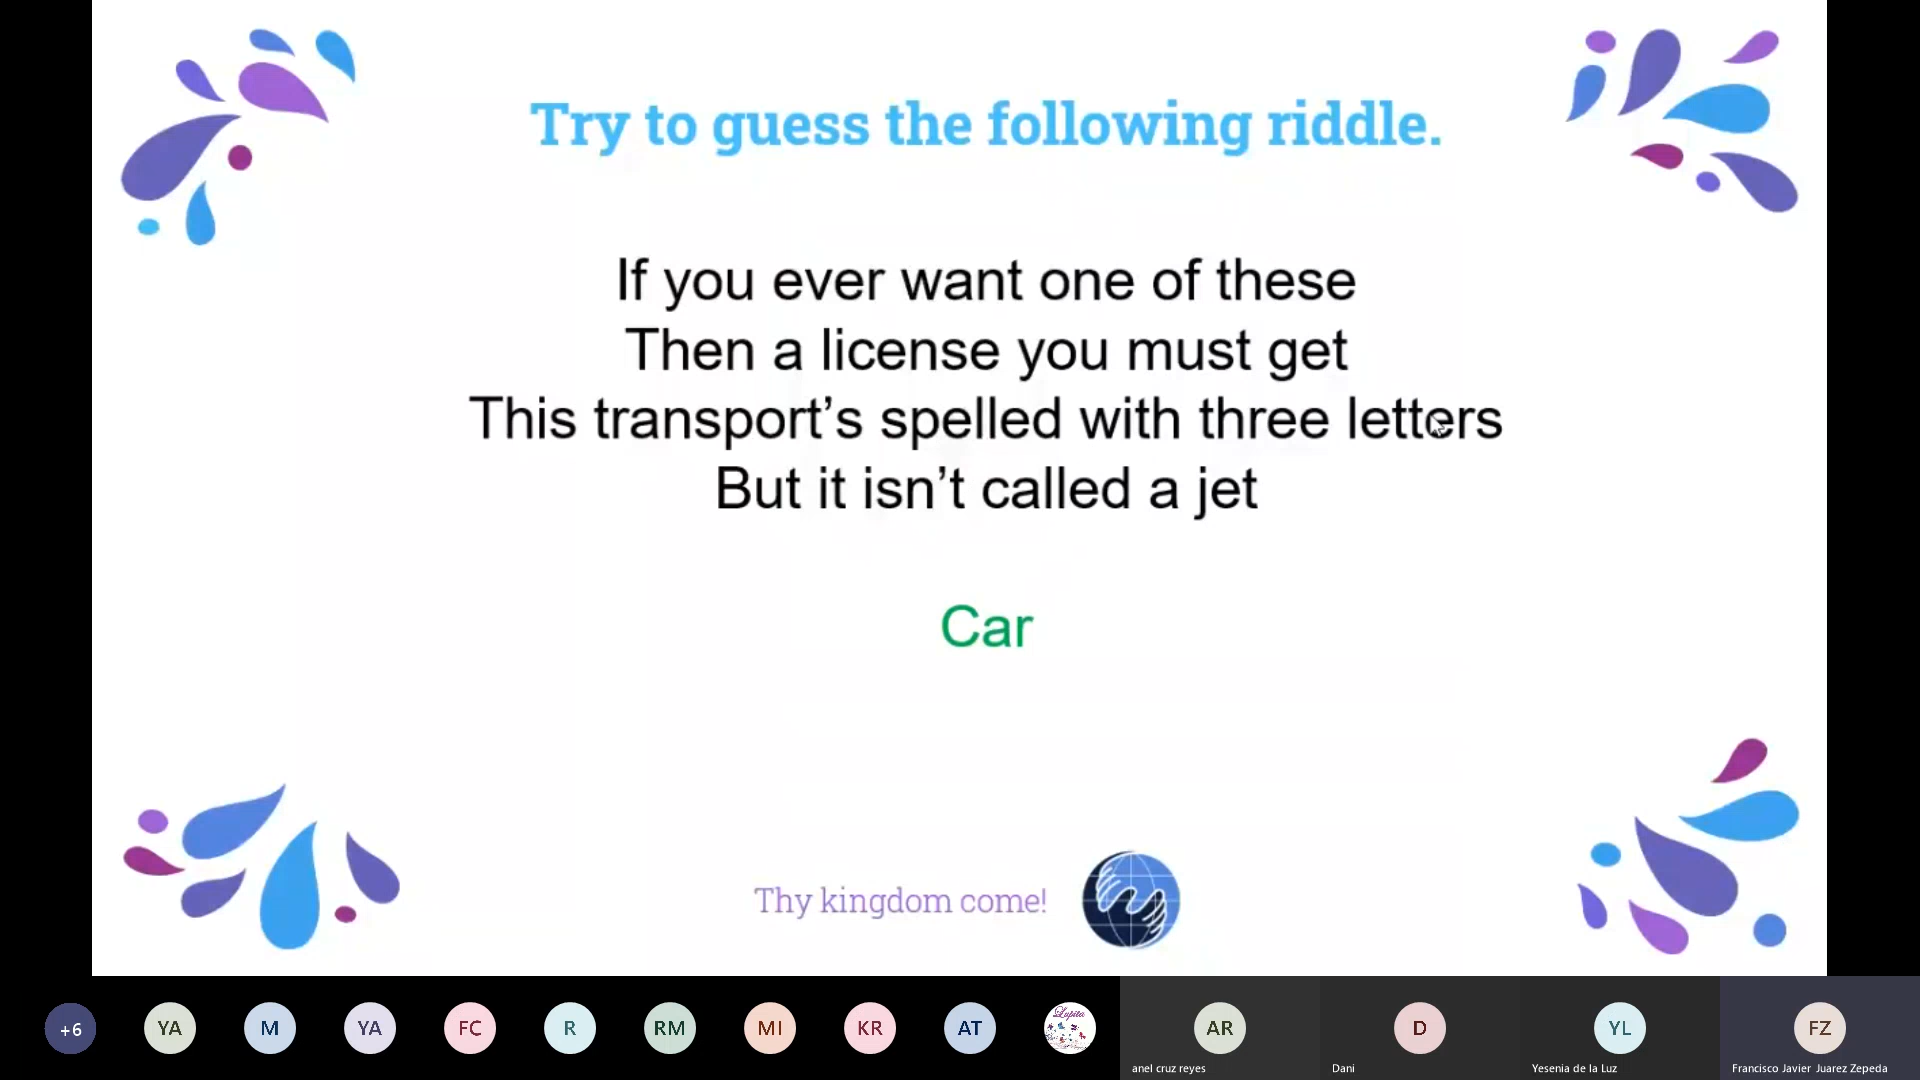 Try to guess the following riddle.
If you ever want one of these
Then a license you must get
This transport’s spelled with three letters
But it isn’t called a jet
Car
Thy kingdom come!
+6
YA
M
YA
FC
R
RM
MI
KR
AT
Lupita
AR
D
YL
FZ
anel cruz reyes
Dani
Yesenia de la Luz
Francisco Javier Juarez Zepeda